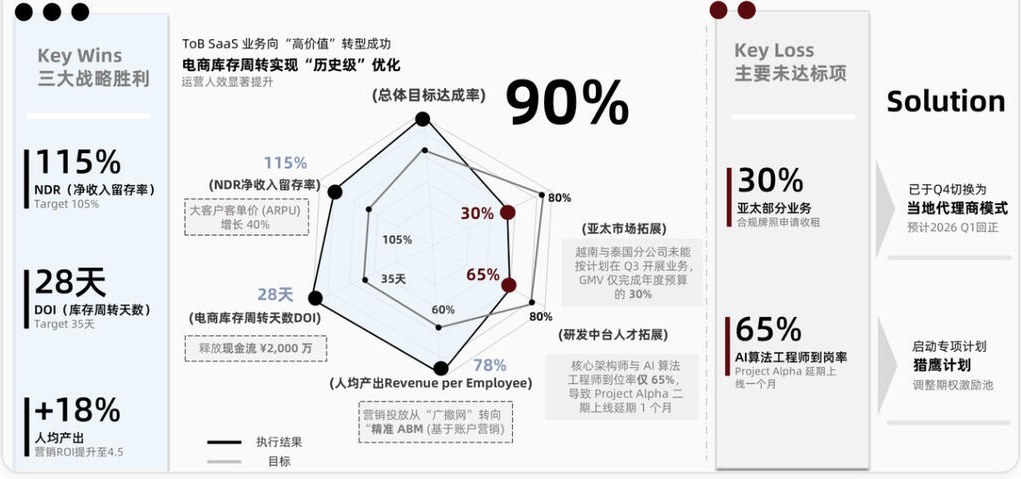 Key Wins
三大战略胜利
115%
NDR（净收入留存率）
Target 105%
28天
DOI（库存周转天数）
Target 35天
+18%
人均产出
营销ROI提升至4.5
ToB SaaS 业务向“高价值”转型成功
电商库存周转实现“历史级”优化
运营人效显著提升
(总体目标达成率)
90%
115%
(NDR净收入留存率)
大客户客单价 (ARPU)
增长 40%
105%
35天
60%
80%
80%
28天
(电商库存周转天数DOI)
释放现金流 ¥2,000 万
78%
(人均产出Revenue per Employee)
营销投放从“广撒网”转向
“精准 ABM (基于账户营销)
30%
(亚太市场拓展)
越南与泰国分公司未能
按计划在 Q3 开展业务，
GMV 仅完成年度预算
的 30%
65%
(研发中台人才拓展)
核心架构师与 AI 算法
工程师到位率仅 65%，
导致 Project Alpha 二
期上线延期 1 个月
执行结果
目标
Key Loss
主要未达标项
30%
亚太部分业务
合规牌照申请收租
65%
AI算法工程师到岗率
Project Alpha 延期上
线一个月
Solution
已于Q4切换为
当地代理商模式
预计2026 Q1回正
启动专项计划
猎鹰计划
调整期权激励池